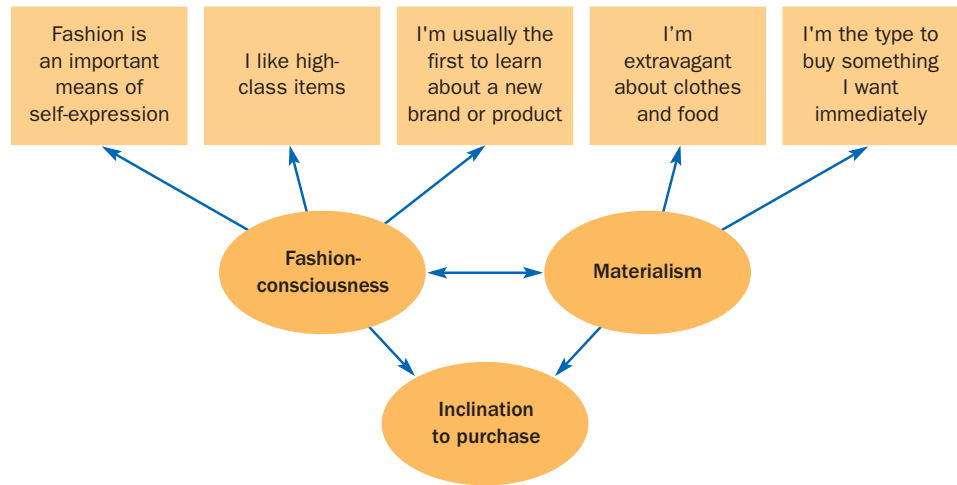 Fashion is
an important
means of
self-expression
I like high-
class items
I'm usually the
first to learn
about a new
brand or product
I’m
extravagant
about clothes
and food
I'm the type to
buy something
I want
immediately
Fashion-
consciousness
Materialism
Inclination
to purchase